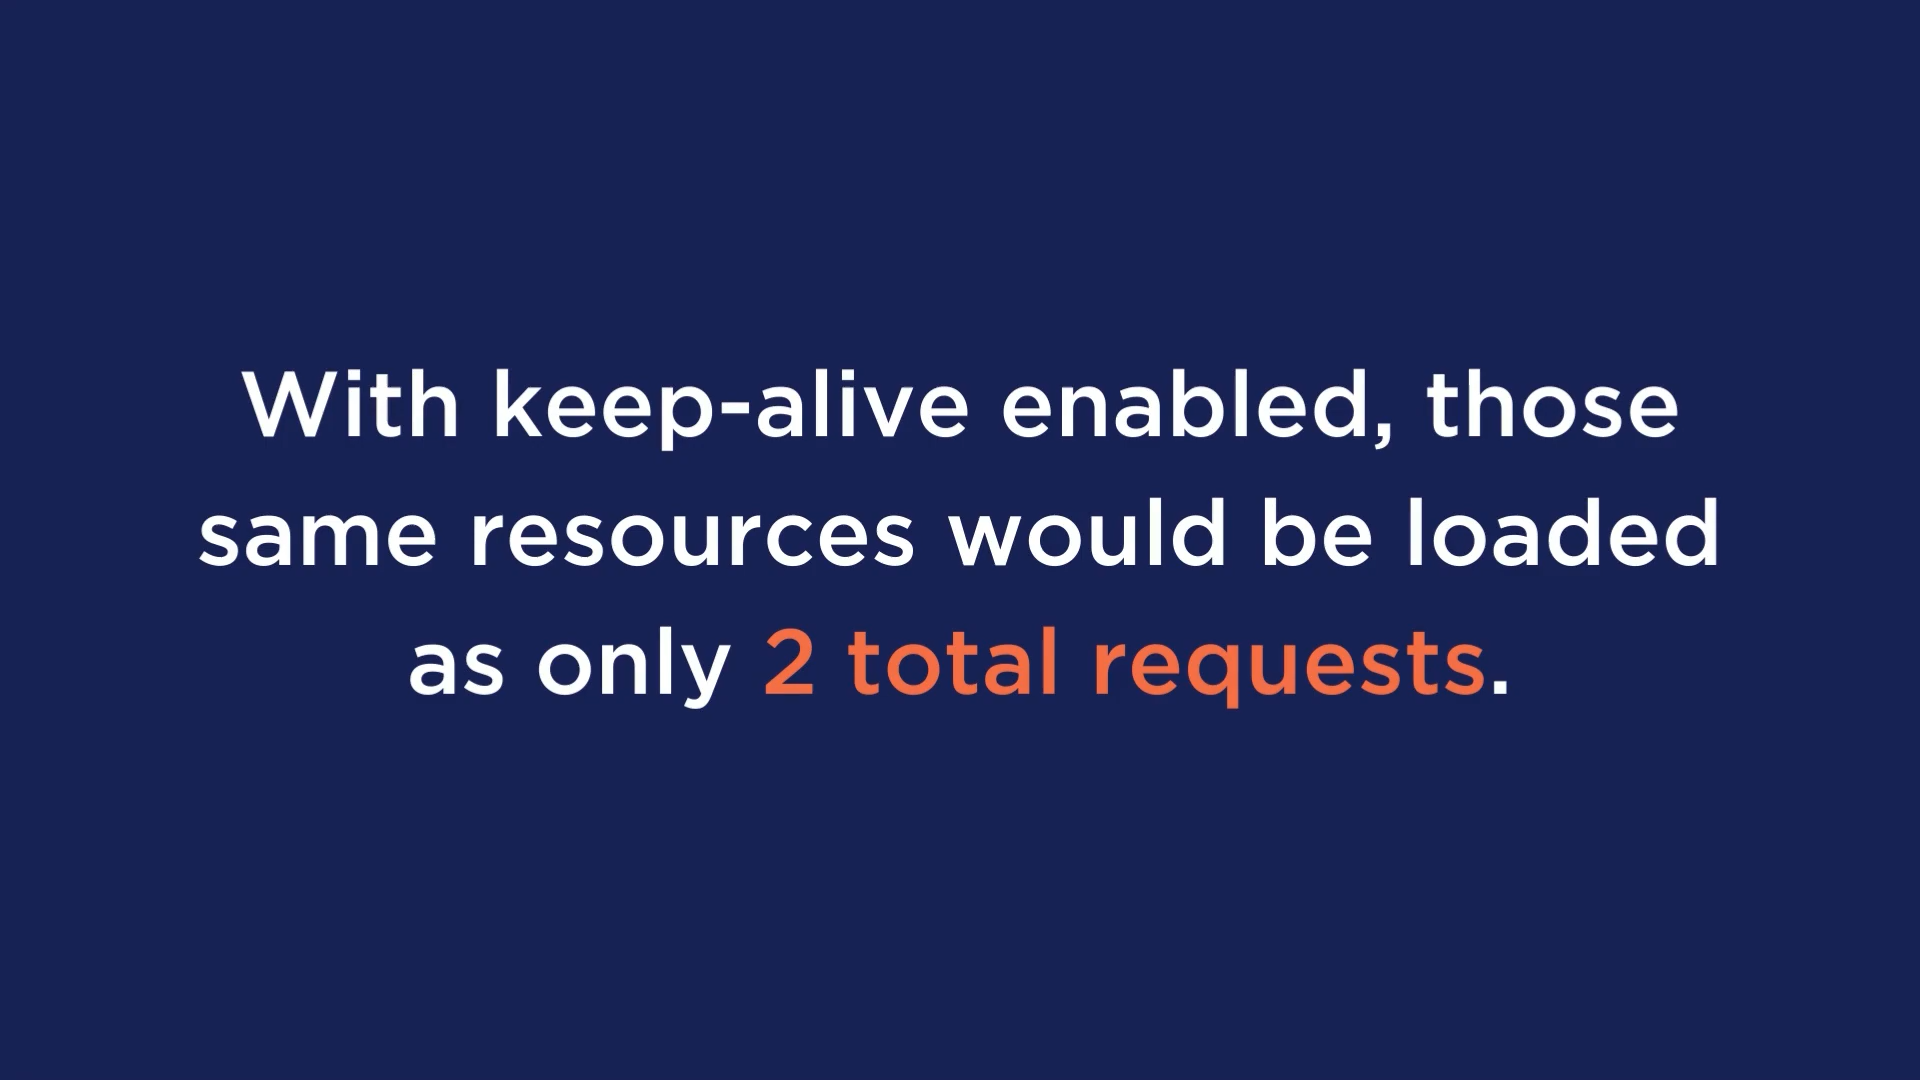 With keep-alive enabled, those
same resources would be loaded
as only 2 total requests.